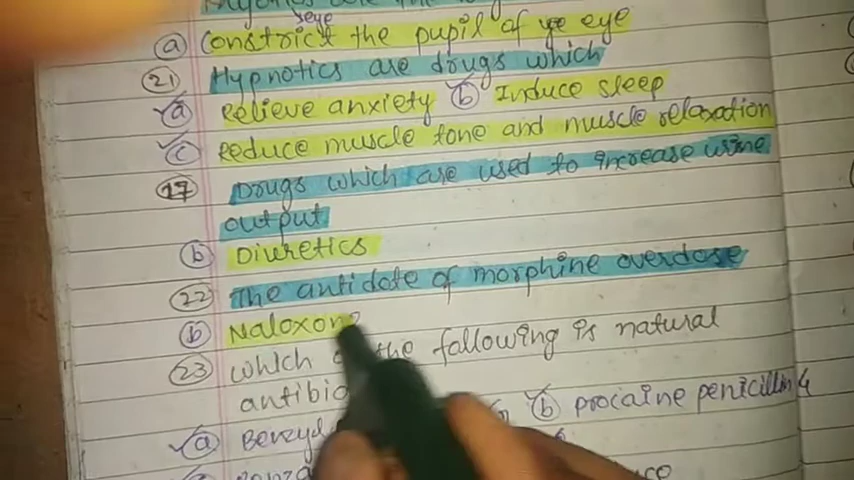 seye
(a) Constrict the pupil of ye eye
(21) Hypnotics are drugs which
(a) Relieve anxiety (b) Induce sleep
(c) Reduce muscle tone and muscle relaxation
(17) Drugs which are used to increase urine
output
(b) Diuretics
(22) The antidote of morphine overdose
(b) Naloxone
(23) which the following is natural
(a) (b) procaine penicillin 4